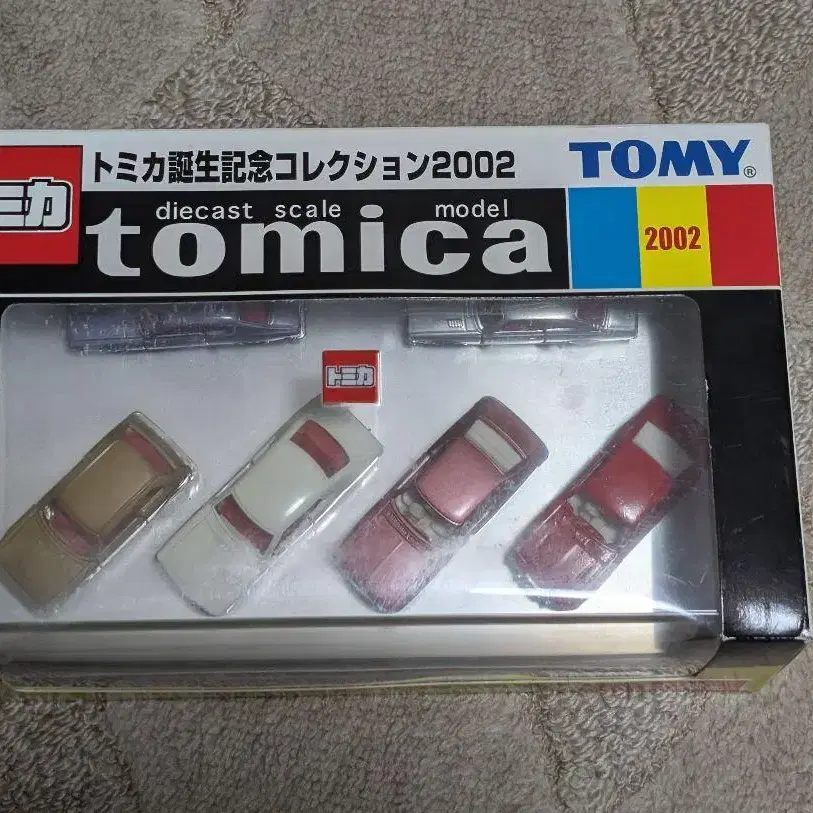 トミカ誕生記念コレクション2002
TOMY®
トミカ
diecast scale model
tomica
2002
トミカ